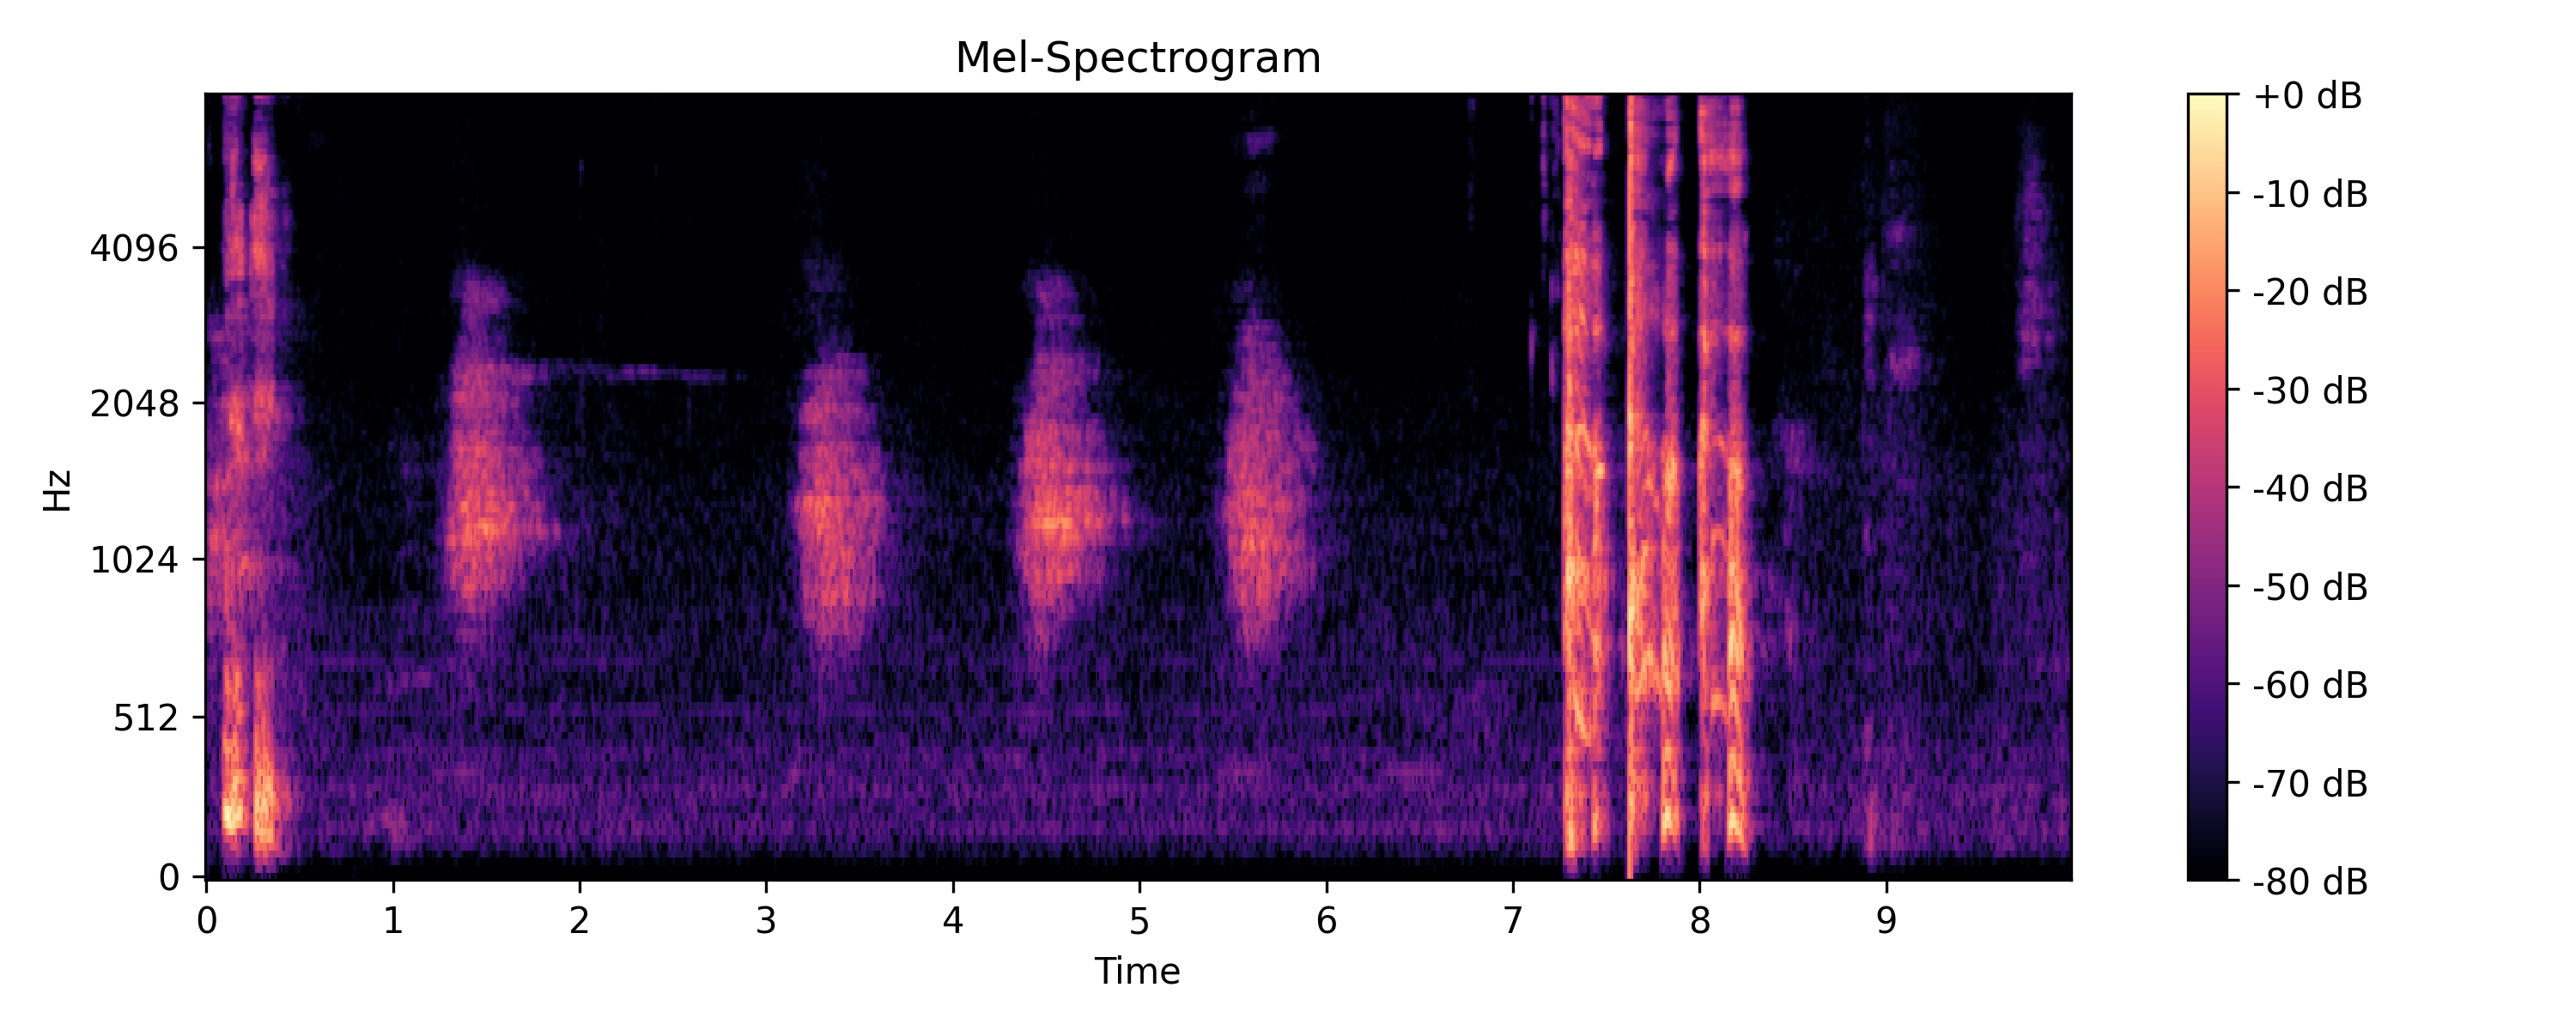 Mel-Spectrogram
+0 dB
-10 dB
-20 dB
-30 dB
-40 dB
-50 dB
-60 dB
-70 dB
-80 dB
4096
2048
1024
512
0
Hz
0 1 2 3 4 5 6 7 8 9
Time